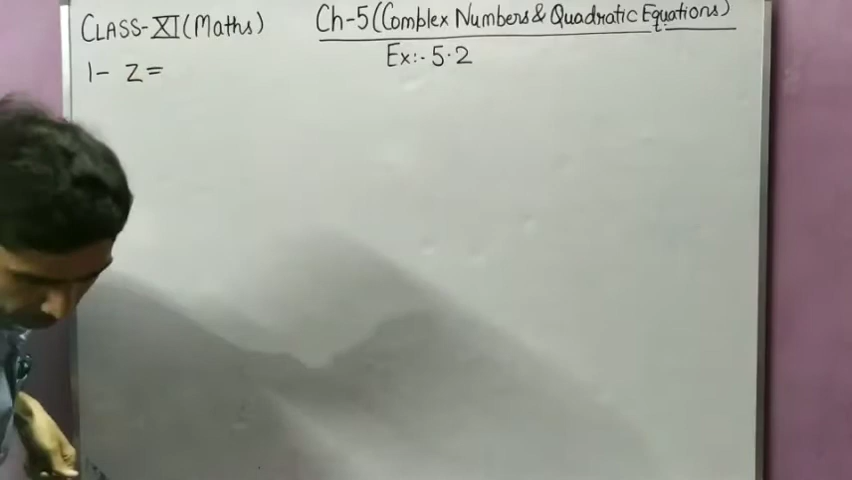 CLASS-XI(Maths)
Ch-5(Complex Numbers & Quadratic Equations)
Ex:- 5.2
1- z=